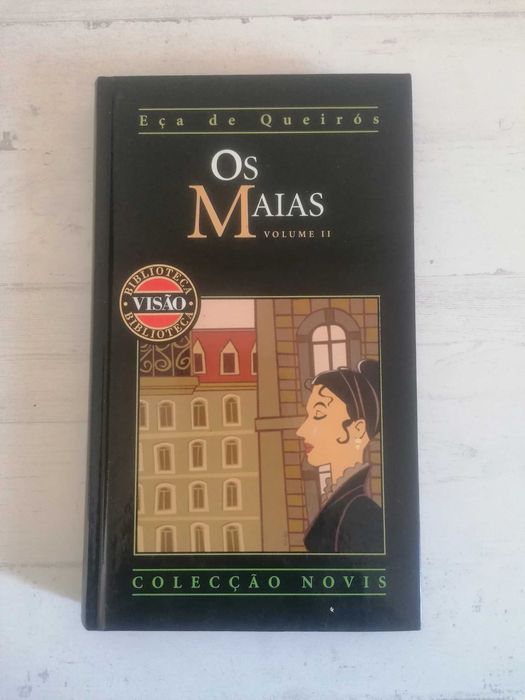 Eça de Queirós
OS
MAIAS
VOLUME II
BIBLIOTECA
VISÃO
BIBLIOTECA
COLECÇÃO NOVIS